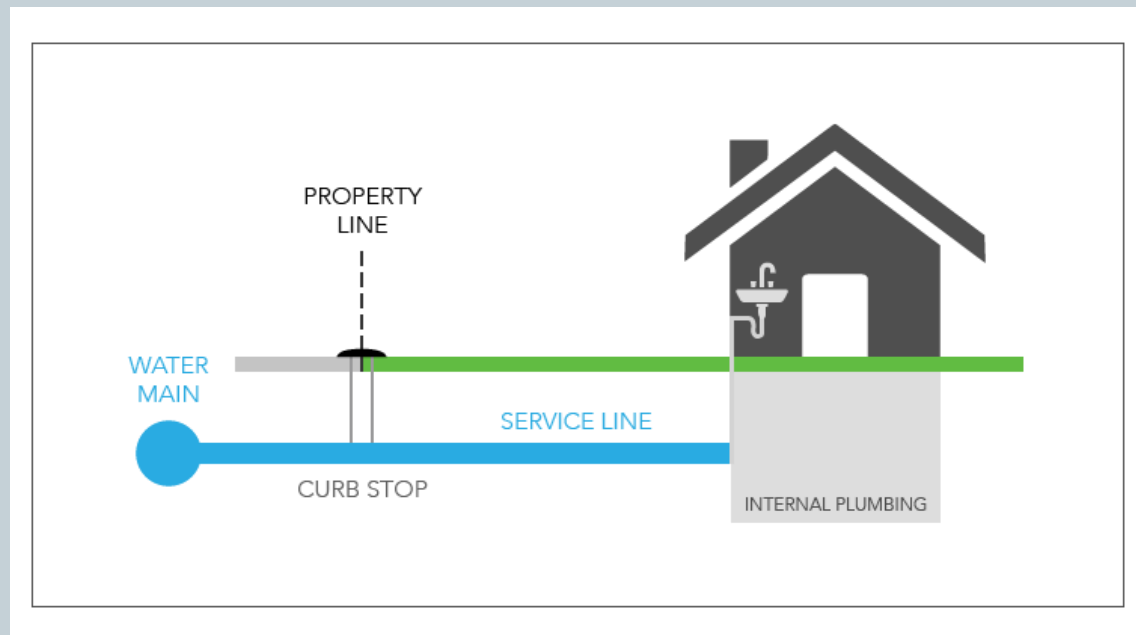 PROPERTY
LINE
WATER
MAIN
SERVICE LINE
CURB STOP
INTERNAL PLUMBING